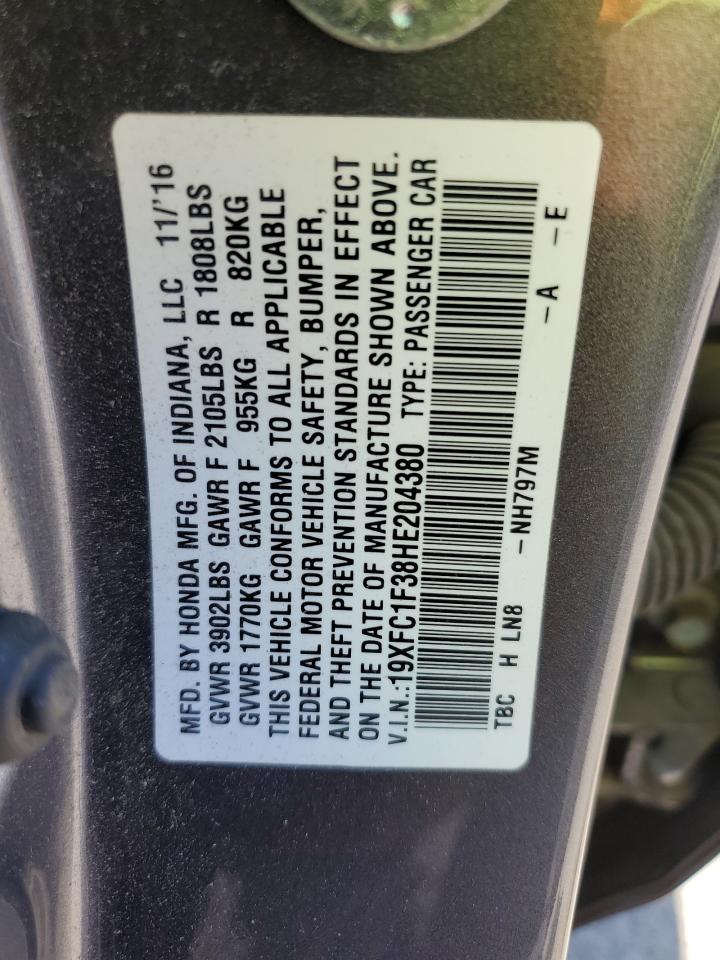 MFD. BY HONDA MFG. OF INDIANA, LLC 11/'16
GVWR 3902LBS GAWR F 2105LBS R 1808LBS
GVWR 1770KG GAWR F 955KG R 820KG
THIS VEHICLE CONFORMS TO ALL APPLICABLE
FEDERAL MOTOR VEHICLE SAFETY, BUMPER,
AND THEFT PREVENTION STANDARDS IN EFFECT
ON THE DATE OF MANUFACTURE SHOWN ABOVE.
V.I.N.:19XFC1F38HE204380 TYPE: PASSENGER CAR
TBC H LN8 -NH797M -A -E